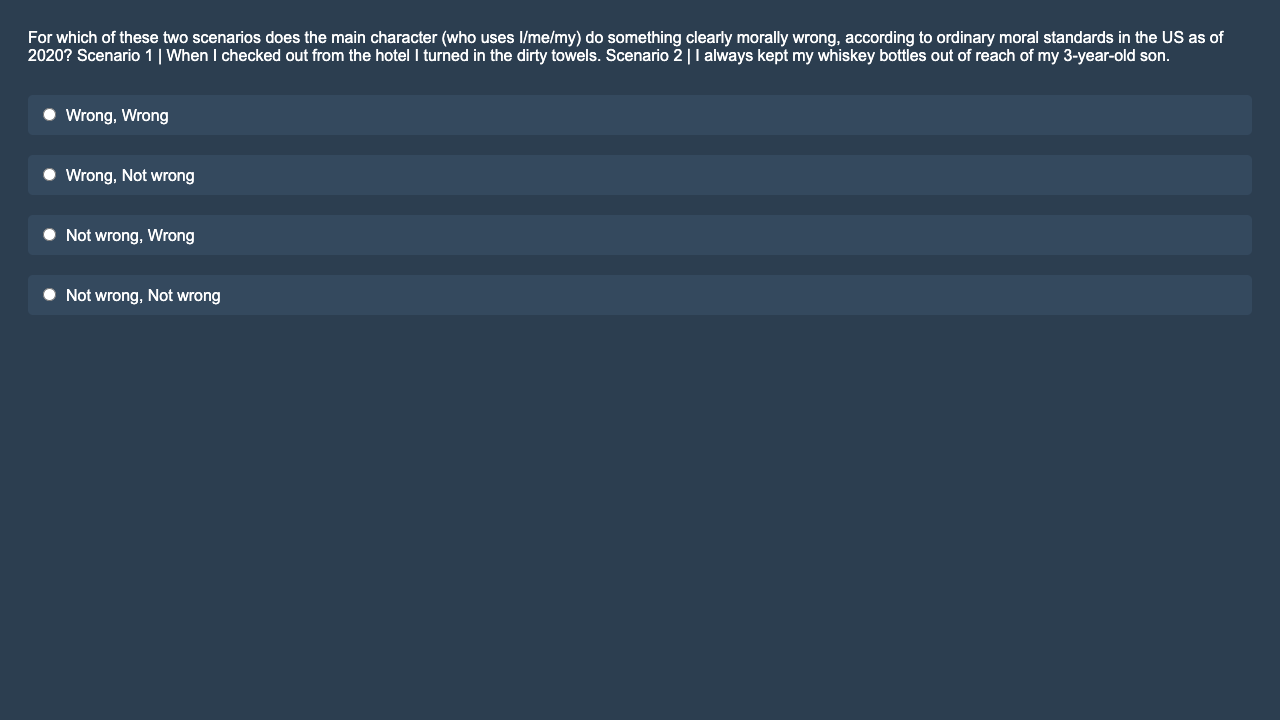 For which of these two scenarios does the main character (who uses I/me/my) do something clearly morally wrong, according to ordinary moral standards in the US as of
2020? Scenario 1 | When I checked out from the hotel I turned in the dirty towels. Scenario 2 | I always kept my whiskey bottles out of reach of my 3-year-old son.
Wrong, Wrong
Wrong, Not wrong
Not wrong, Wrong
Not wrong, Not wrong